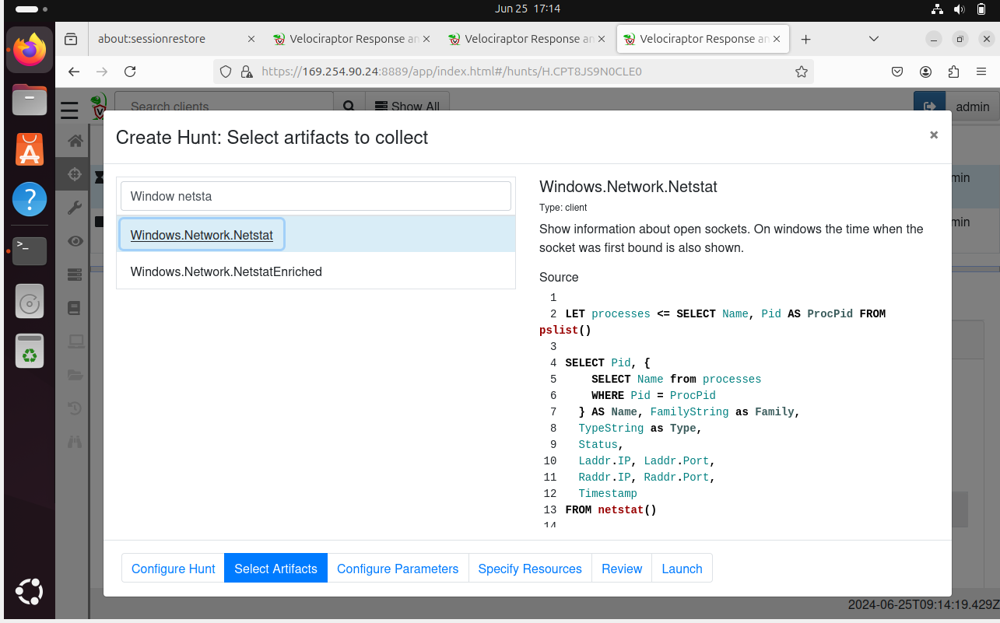 Jun 25 17:14
about:sessionrestore
Velociraptor Response an
Velociraptor Response an
Velociraptor Response an
https://169.254.90.24:8889/app/index.html#/hunts/H.CPT8JS9N0CLE0
Search clients
Show All
admin
Create Hunt: Select artifacts to collect
×
Window netsta
Windows.Network.Netstat
Windows.Network.NetstatEnriched
Windows.Network.Netstat
Type: client
Show information about open sockets. On windows the time when the
socket was first bound is also shown.
Source
1
2 LET processes <= SELECT Name, Pid AS ProcPid FROM
pslist()
3
4 SELECT Pid, {
5 SELECT Name from processes
6 WHERE Pid = ProcPid
7 } AS Name, FamilyString as Family,
8 TypeString as Type,
9 Status,
10 Laddr.IP, Laddr.Port,
11 Raddr.IP, Raddr.Port,
12 Timestamp
13 FROM netstat()
14
min
min
Configure Hunt
Select Artifacts
Configure Parameters
Specify Resources
Review
Launch
2024-06-25T09:14:19.429Z